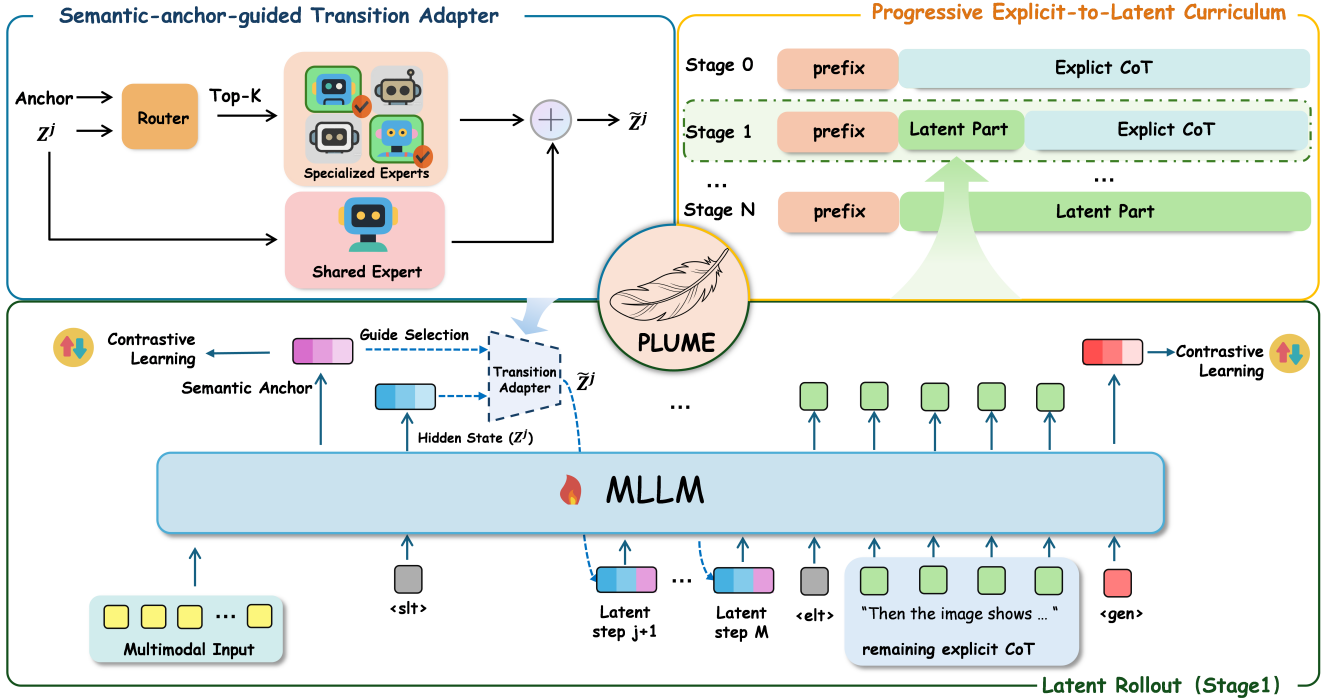 Semantic-anchor-guided Transition Adapter
Anchor
Z^j
Router
Top-K
Specialized Experts
Shared Expert
+
Z̃^j
Progressive Explicit-to-Latent Curriculum
Stage 0
prefix
Explict CoT
Stage 1
prefix
Latent Part
Explict CoT
...
...
Stage N
prefix
Latent Part
PLUME
Contrastive
Learning
Semantic Anchor
Guide Selection
Hidden State (Z^j)
Transition
Adapter
Z̃^j
...
Contrastive
Learning
MLLM
...
Multimodal Input
<slt>
Latent
step j+1
...
Latent
step M
<elt>
"Then the image shows ... "
remaining explicit CoT
<gen>
Latent Rollout (Stage1)